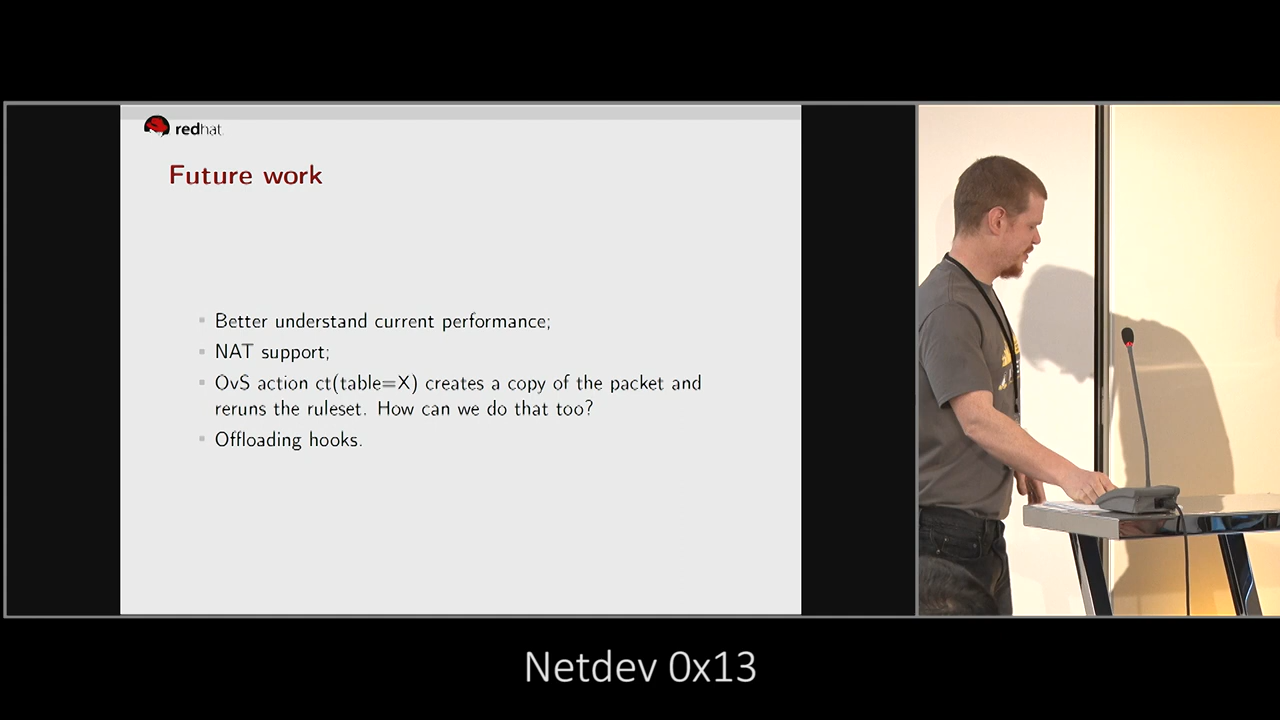 redhat
Future work
Better understand current performance;
NAT support;
OvS action ct(table=X) creates a copy of the packet and
reruns the ruleset. How can we do that too?
Offloading hooks.
Netdev 0x13